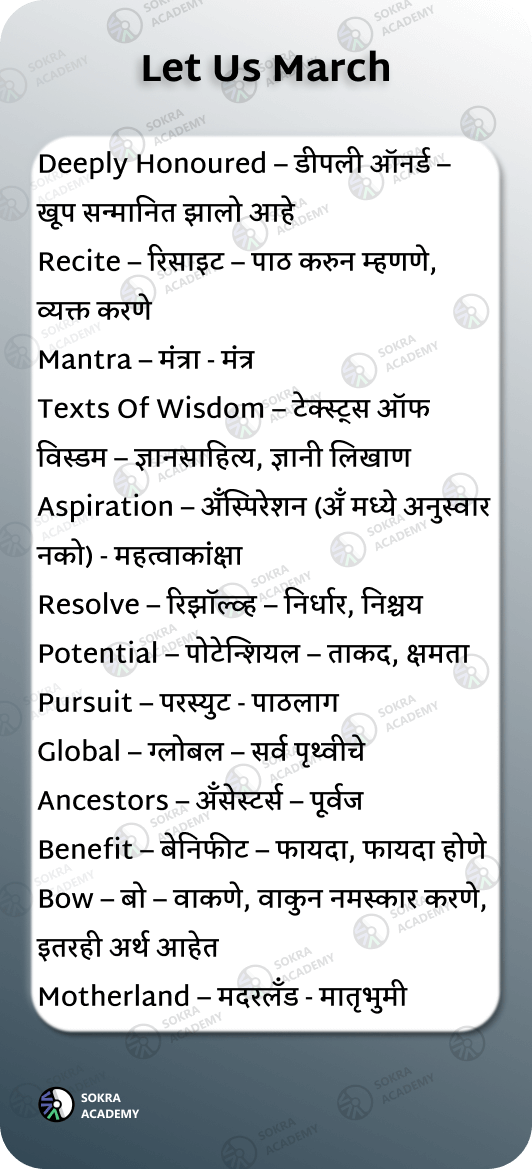 Let Us March
Deeply Honoured – डीपली ऑनर्ड –
खूप सन्मानित झालो आहे
Recite – रिसाइट – पाठ करुन म्हणणे,
व्यक्त करणे
Mantra – मंत्रा - मंत्र
Texts Of Wisdom – टेक्स्ट्स ऑफ
विस्डम – ज्ञानसाहित्य, ज्ञानी लिखाण
Aspiration – अँस्पिरेशन (अँ मध्ये अनुस्वार
नको) - महत्वाकांक्षा
Resolve – रिझॉल्व्ह – निर्धार, निश्चय
Potential – पोटेन्शियल – ताकद, क्षमता
Pursuit – परस्युट - पाठलाग
Global – ग्लोबल – सर्व पृथ्वीचे
Ancestors – अँसेस्टर्स – पूर्वज
Benefit – बेनिफीट – फायदा, फायदा होणे
Bow – बो – वाकणे, वाकुन नमस्कार करणे,
इतरही अर्थ आहेत
Motherland – मदरलँड - मातृभुमी
SOKRA
ACADEMY